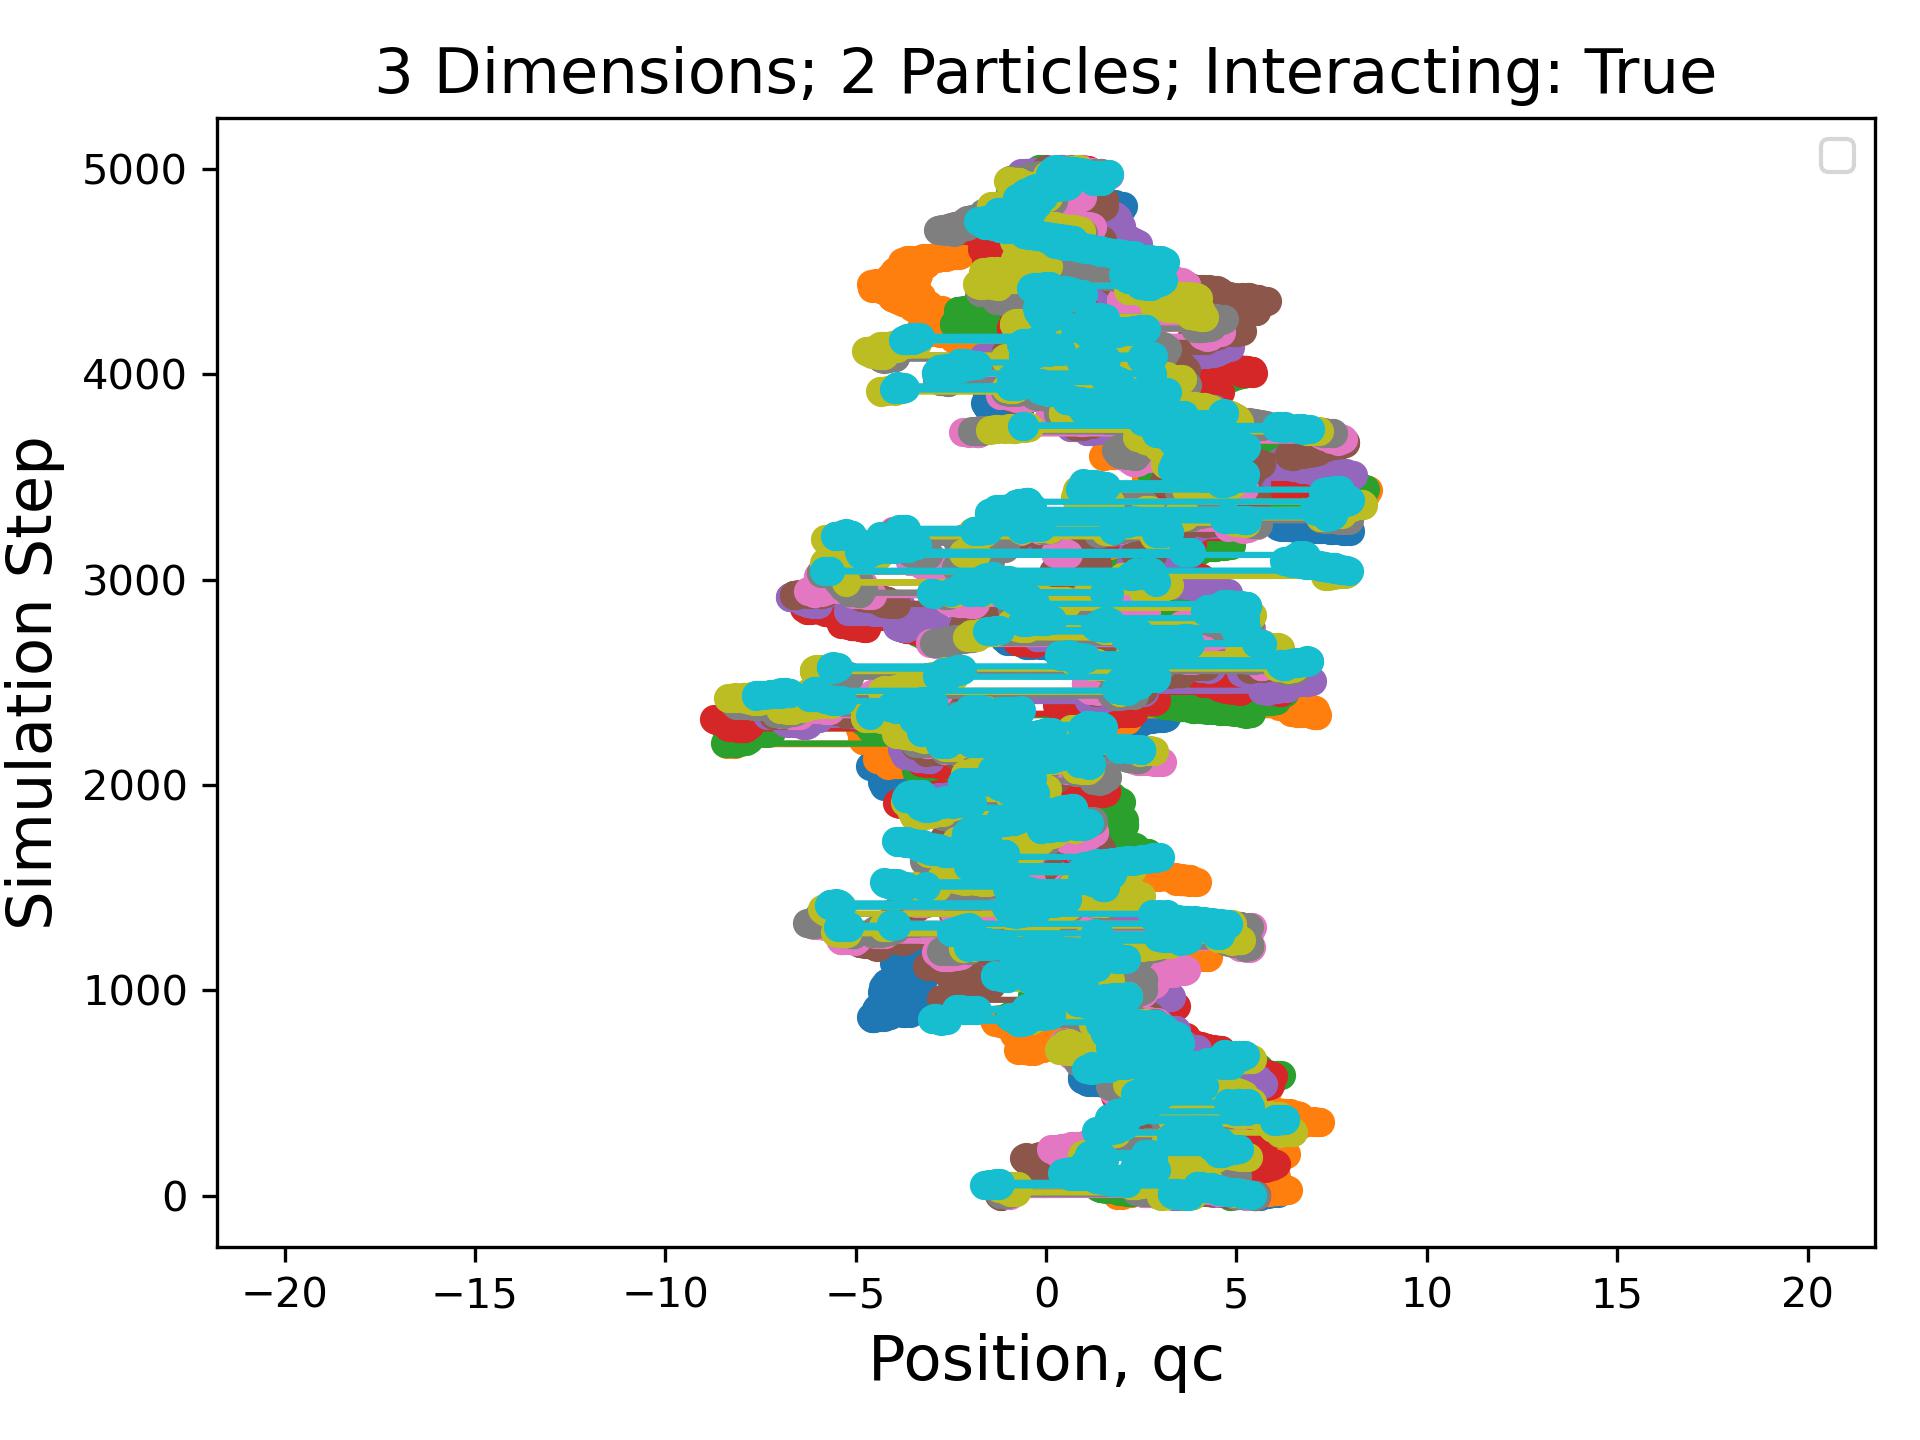 3 Dimensions; 2 Particles; Interacting: True
Simulation Step
5000
4000
3000
2000
1000
0
−20 −15 −10 −5 0 5 10 15 20
Position, qc